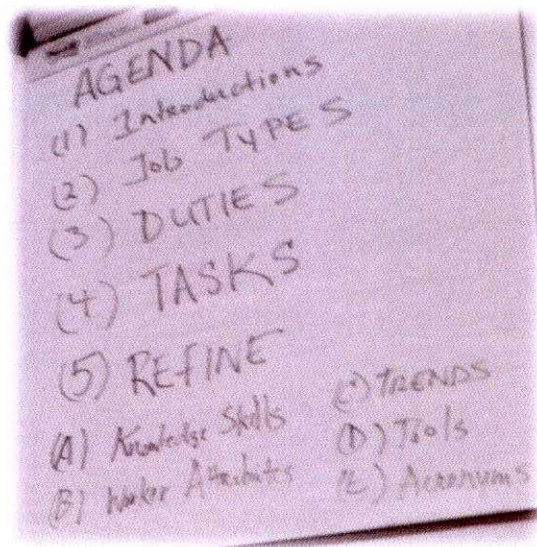 AGENDA
(1) Introductions
(2) Job TYPES
(3) DUTIES
(4) TASKS
(5) REFINE
(A) Knowledge Skills
(B) Worker Attributes
(C) TRENDS
(D) Tools
(E) Acronyms